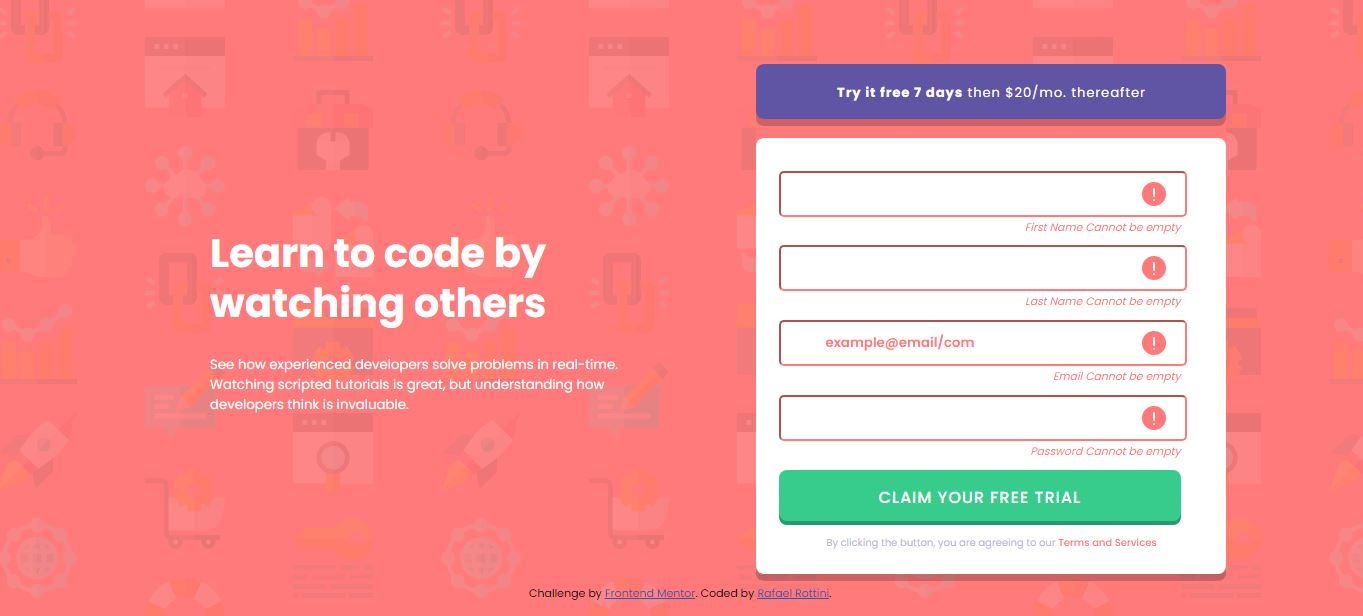 Learn to code by
watching others
See how experienced developers solve problems in real-time.
Watching scripted tutorials is great, but understanding how
developers think is invaluable.
Try it free 7 days then $20/mo. thereafter
First Name Cannot be empty
Last Name Cannot be empty
example@email/com
Email Cannot be empty
Password Cannot be empty
CLAIM YOUR FREE TRIAL
By clicking the button, you are agreeing to our Terms and Services
Challenge by Frontend Mentor. Coded by Rafael Rottini.